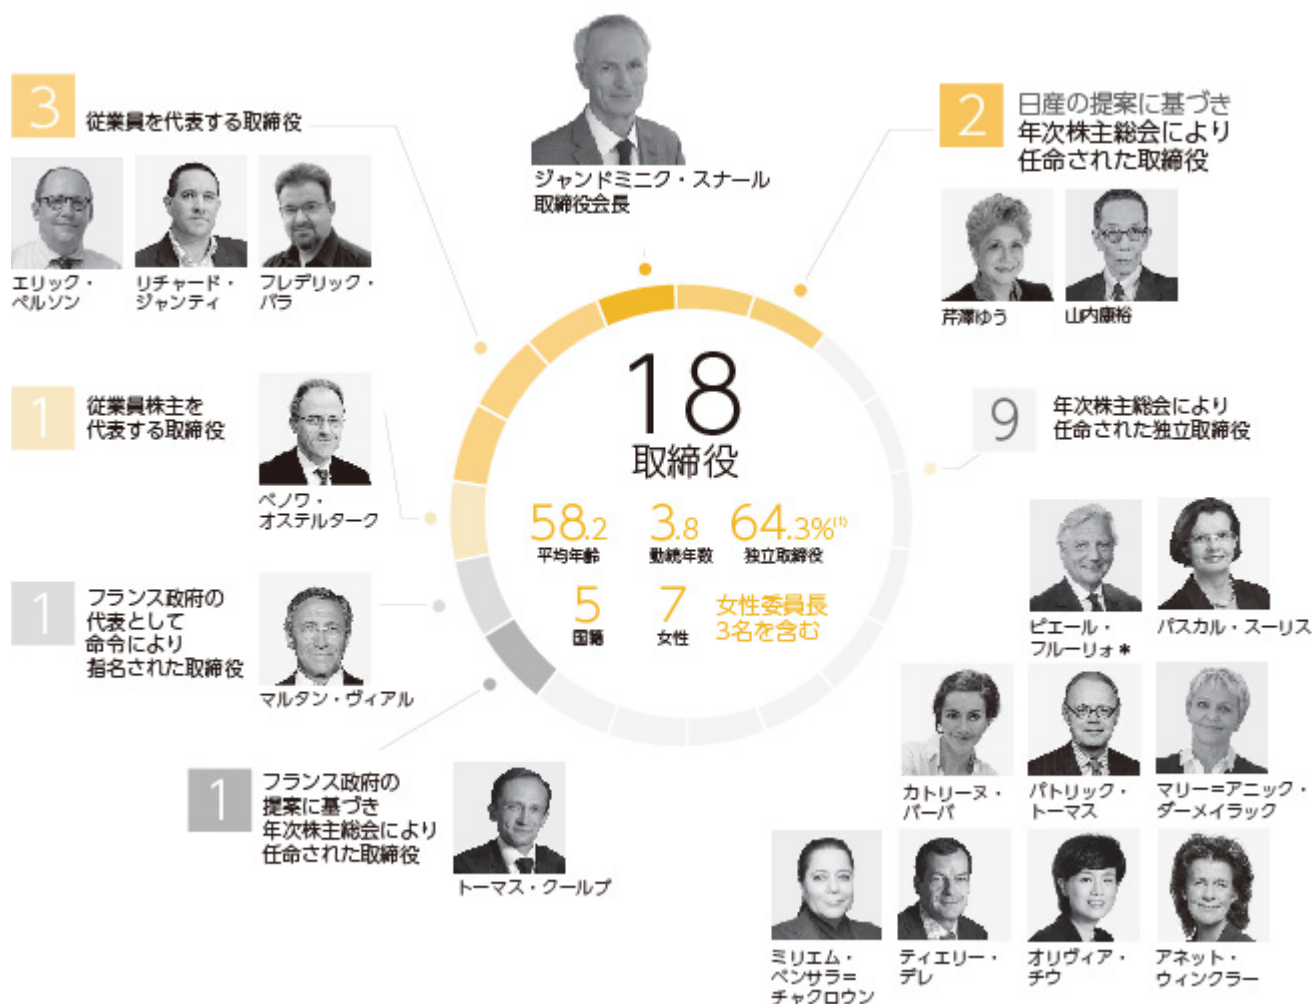 ジャンドミニク・スナール
取締役会長
3
従業員を代表する取締役
エリック・
ペルソン
リチャード・
ジャンティ
フレデリック・
バラ
2
日産の提案に基づき
年次株主総会により
任命された取締役
芹澤ゆう
山内康裕
1
従業員株主を
代表する取締役
ベノワ・
オステルターク
1
フランス政府の
代表として
命令により
指名された取締役
マルタン・ヴィアル
1
フランス政府の
提案に基づき
年次株主総会により
任命された取締役
トーマス・クールブ
18
取締役
58.2
平均年齢
3.8
勤続年数
64.3%(1)
独立取締役
5
国籍
7
女性
女性委員長
3名を含む
9
年次株主総会により
任命された独立取締役
ピエール・
フルーリォ*
パスカル・スーリス
カトリーヌ・
バーバ
パトリック・
トーマス
マリー=アニック・
ダーメイラック
ミリエム・
ベンサラ=
チャクロウン
ティエリー・
デレ
オリヴィア・
チウ
アネット・
ウィンクラー